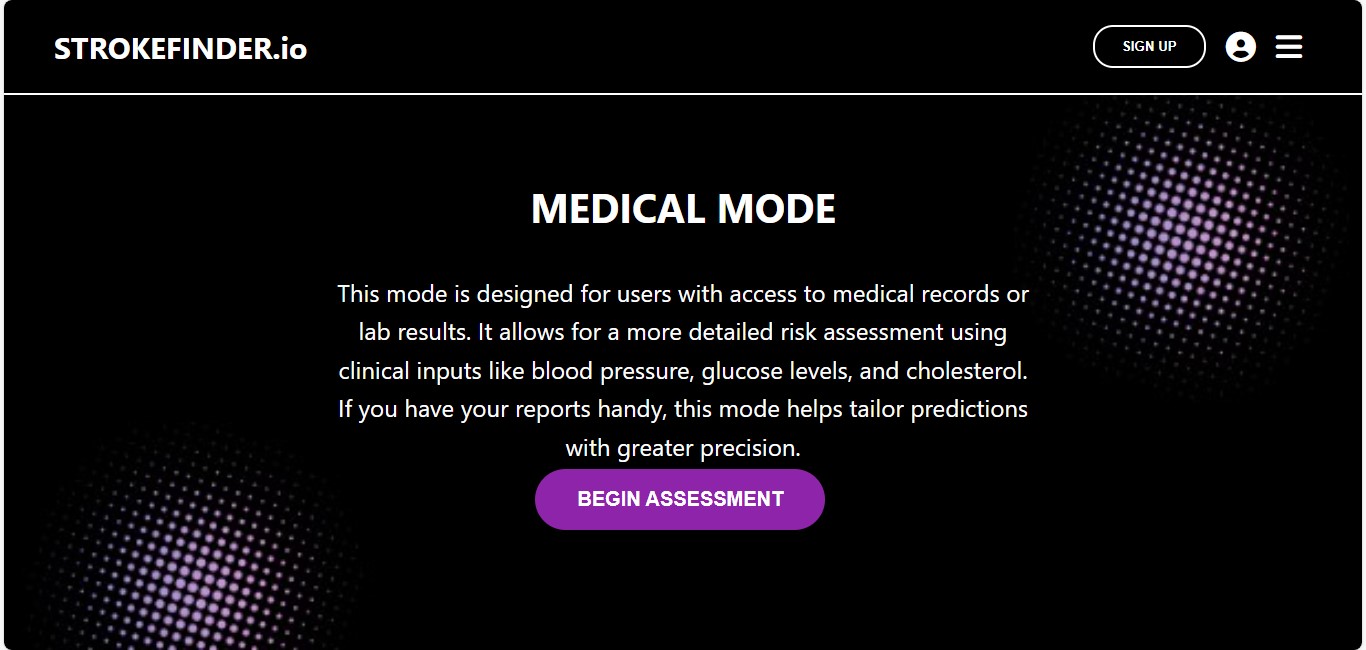 STROKEFINDER.io
SIGN UP
MEDICAL MODE
This mode is designed for users with access to medical records or
lab results. It allows for a more detailed risk assessment using
clinical inputs like blood pressure, glucose levels, and cholesterol.
If you have your reports handy, this mode helps tailor predictions
with greater precision.
BEGIN ASSESSMENT